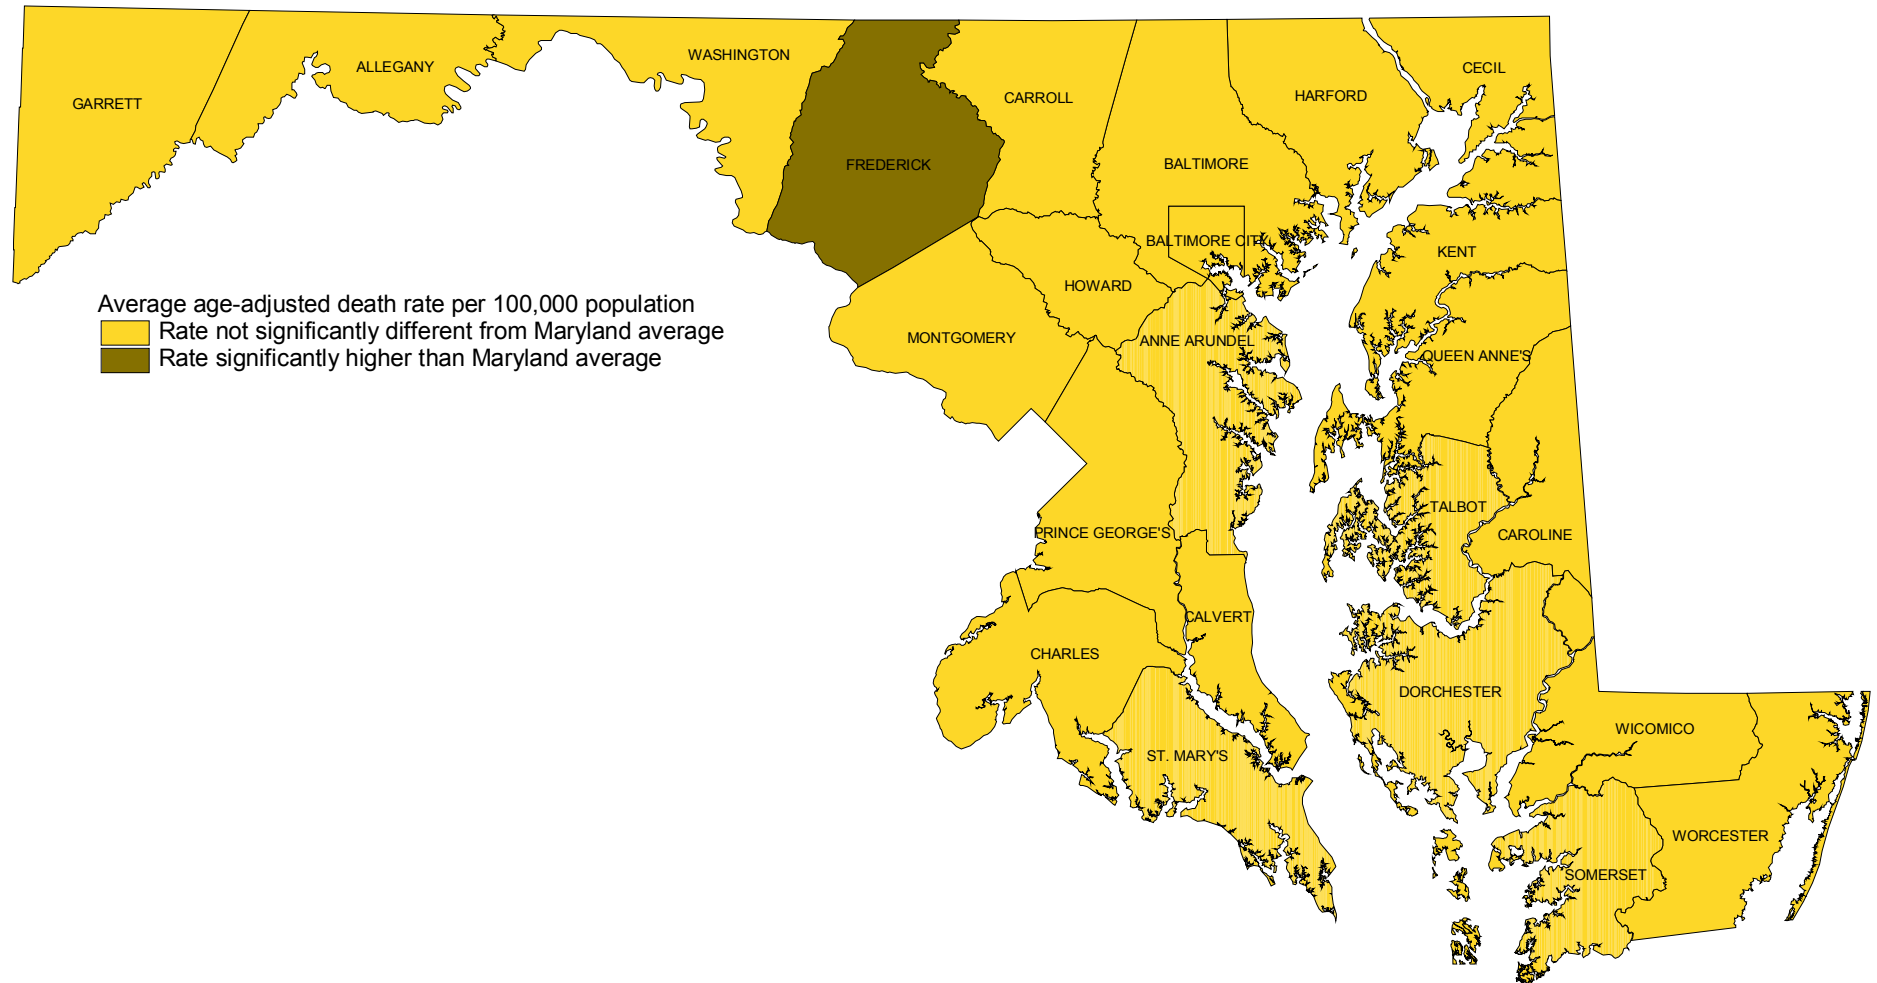 WASHINGTON
ALLEGANY
CECIL
GARRETT
CARROLL
HARFORD
FREDERICK
BALTIMORE
BALTIMORE CITY
KENT
HOWARD
Average age-adjusted death rate per 100,000 population
Rate not significantly different from Maryland average
Rate significantly higher than Maryland average
MONTGOMERY
ANNE ARUNDEL
QUEEN ANNE'S
TALBOT
PRINCE GEORGE'S
CAROLINE
CALVERT
CHARLES
DORCHESTER
WICOMICO
ST. MARY'S
WORCESTER
SOMERSET